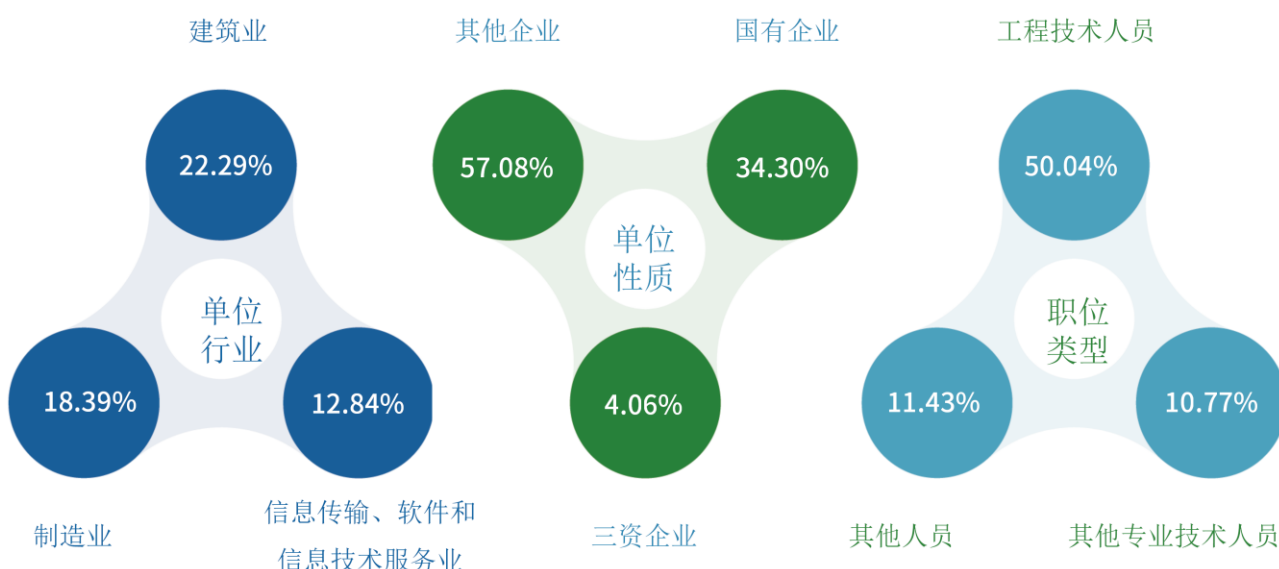 建筑业
其他企业
国有企业
工程技术人员
22.29%
57.08%
34.30%
50.04%
单位
性质
单位
行业
职位
类型
18.39%
12.84%
4.06%
11.43%
10.77%
制造业
信息传输、软件和
信息技术服务业
三资企业
其他人员
其他专业技术人员